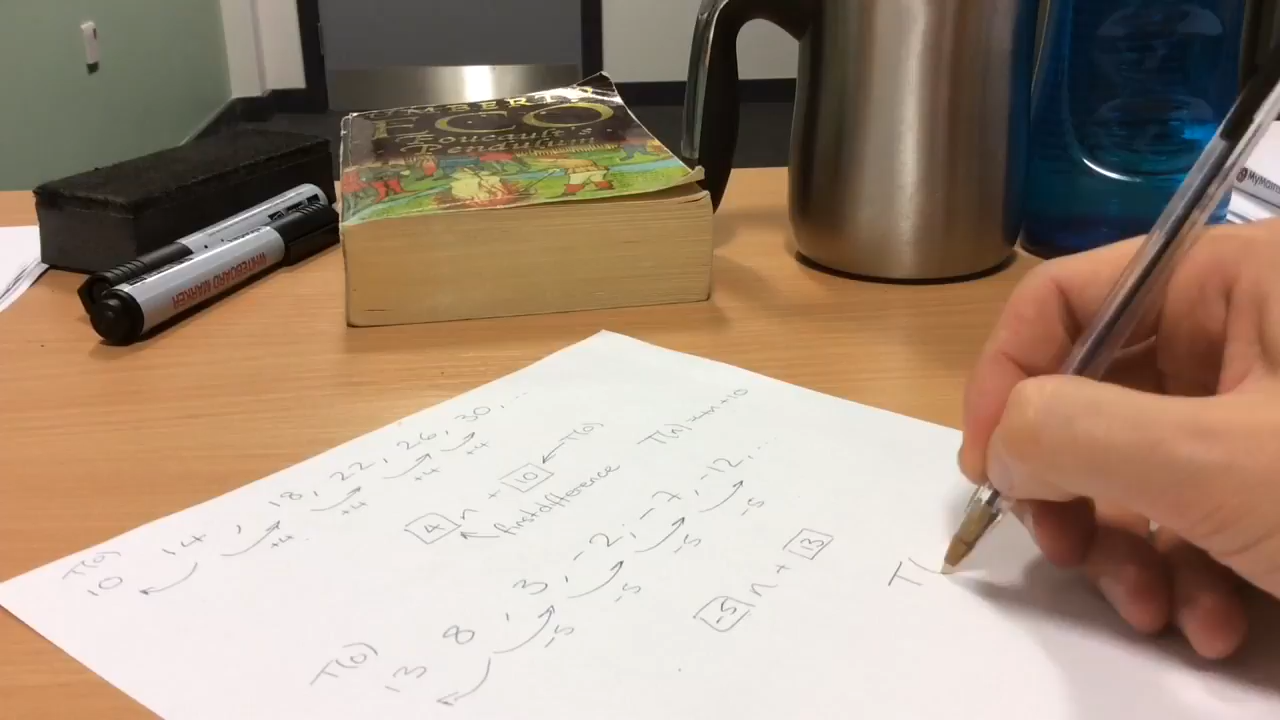 UMBERTO
ECO
Foucault's
Pendulum
WHITEBOARD MARKER
T(0)
10 14, 18, 22, 26, 30, ...
+4 +4 +4 +4
4 n + 10 T(0)
first difference
T(n) = 4n+10
T(0)
13 8, 3, -2, -7, -12, ...
-5 -5 -5 -5
-5 n + 13
T(